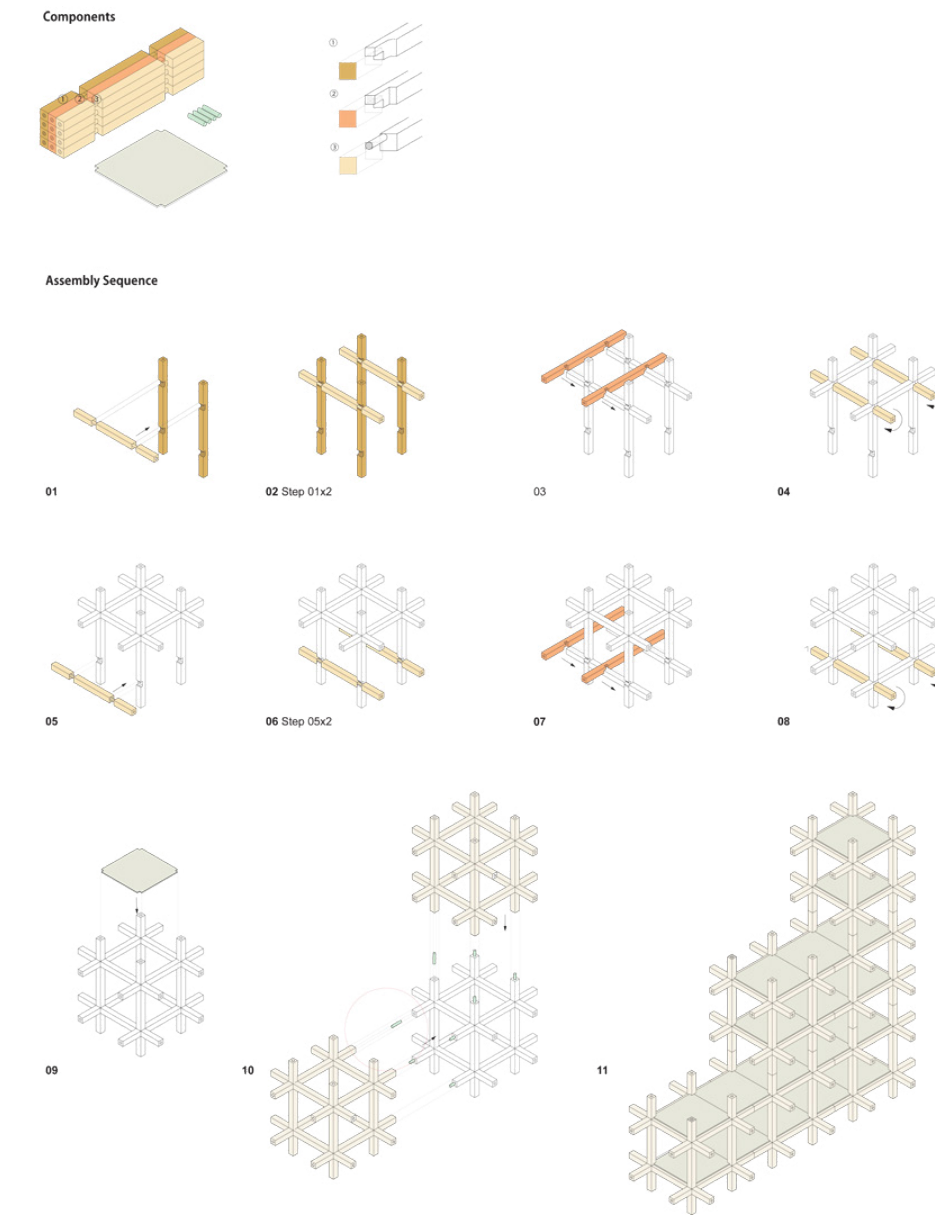 Components
①
②
③
① ② ①
Assembly Sequence
01
02 Step 01x2
03
04
05
06 Step 05x2
07
08
09
10
11